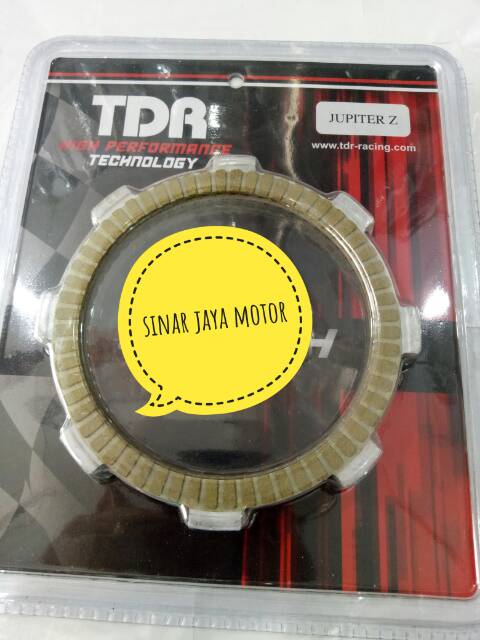 TDR
HIGH PERFORMANCE
TECHNOLOGY
JUPITER Z
www.tdr-racing.com
SINAR JAYA MOTOR
H